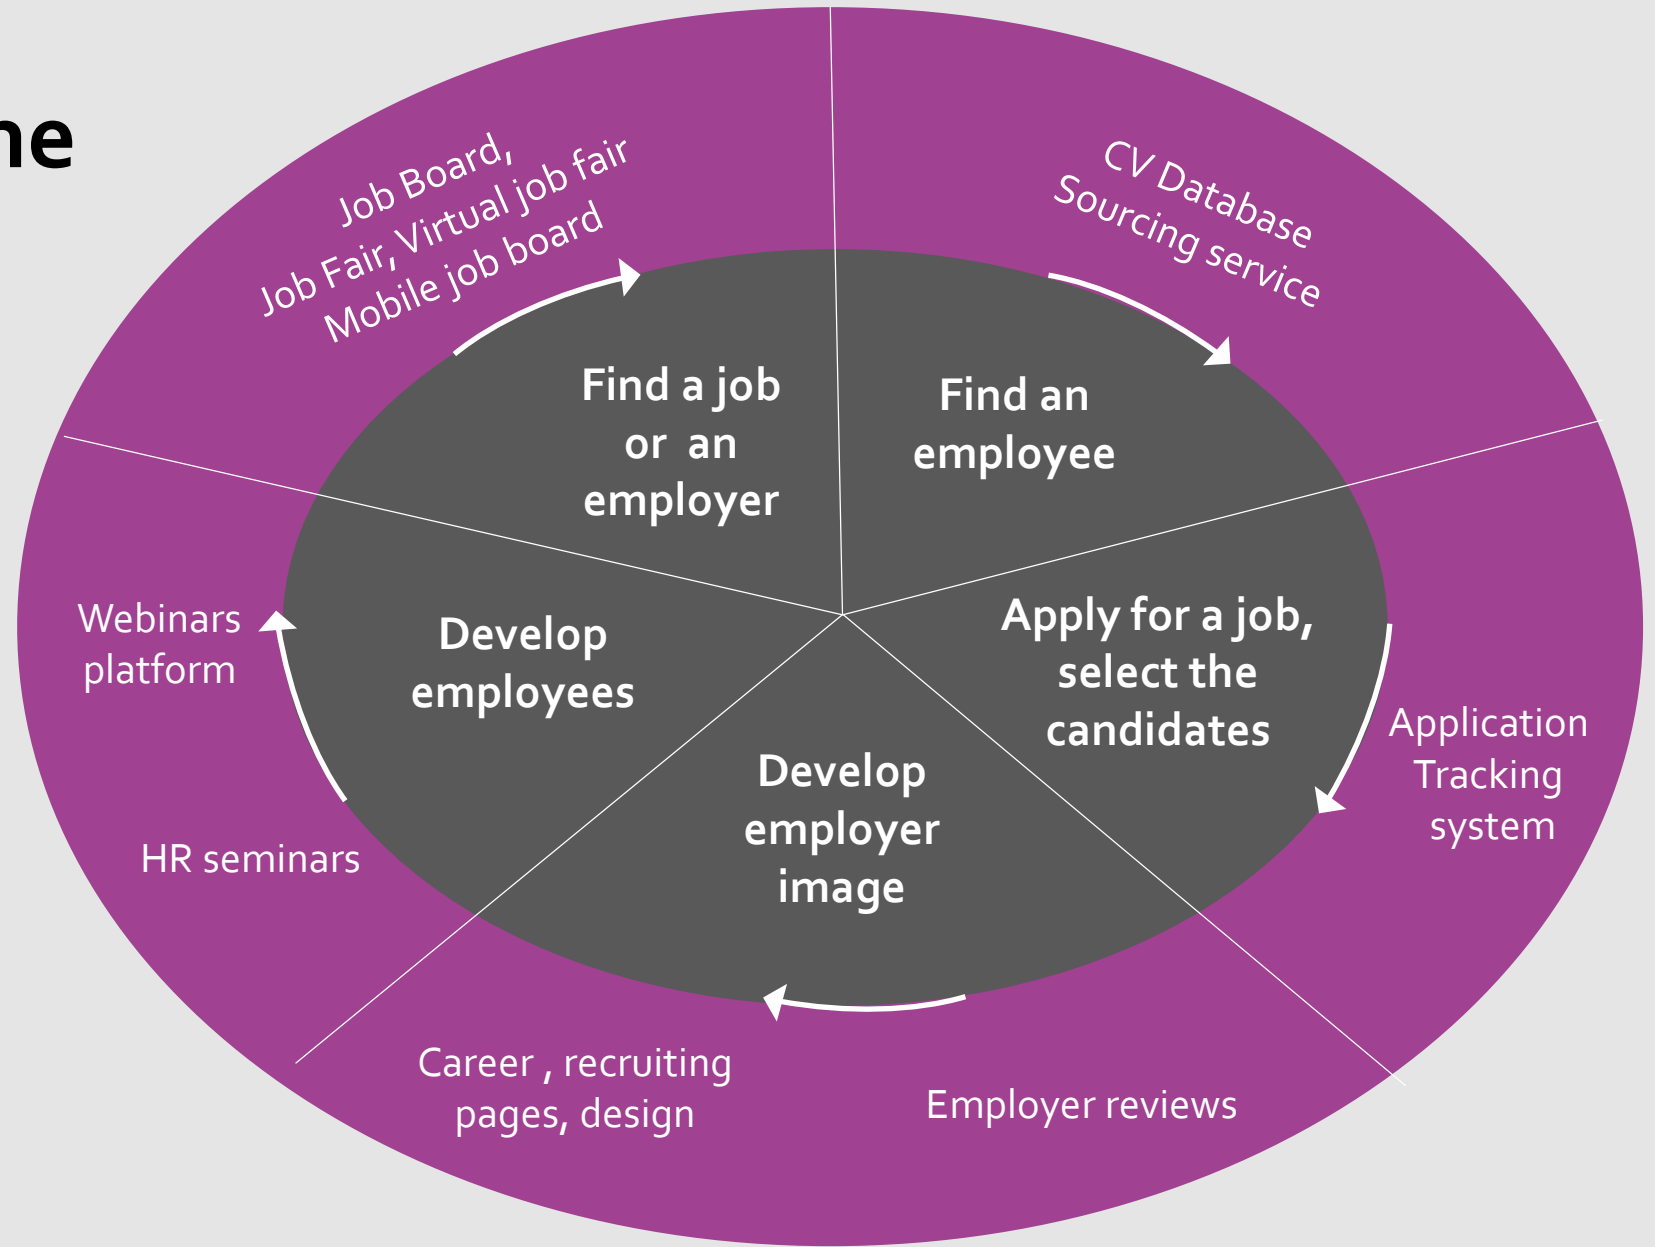 ne
Job Board,
Job Fair, Virtual job fair
Mobile job board
CV Database
Sourcing service
Find a job
or an
employer
Find an
employee
Apply for a job,
select the
candidates
Application
Tracking
system
Develop
employer
image
Employer reviews
Career , recruiting
pages, design
Develop
employees
HR seminars
Webinars
platform